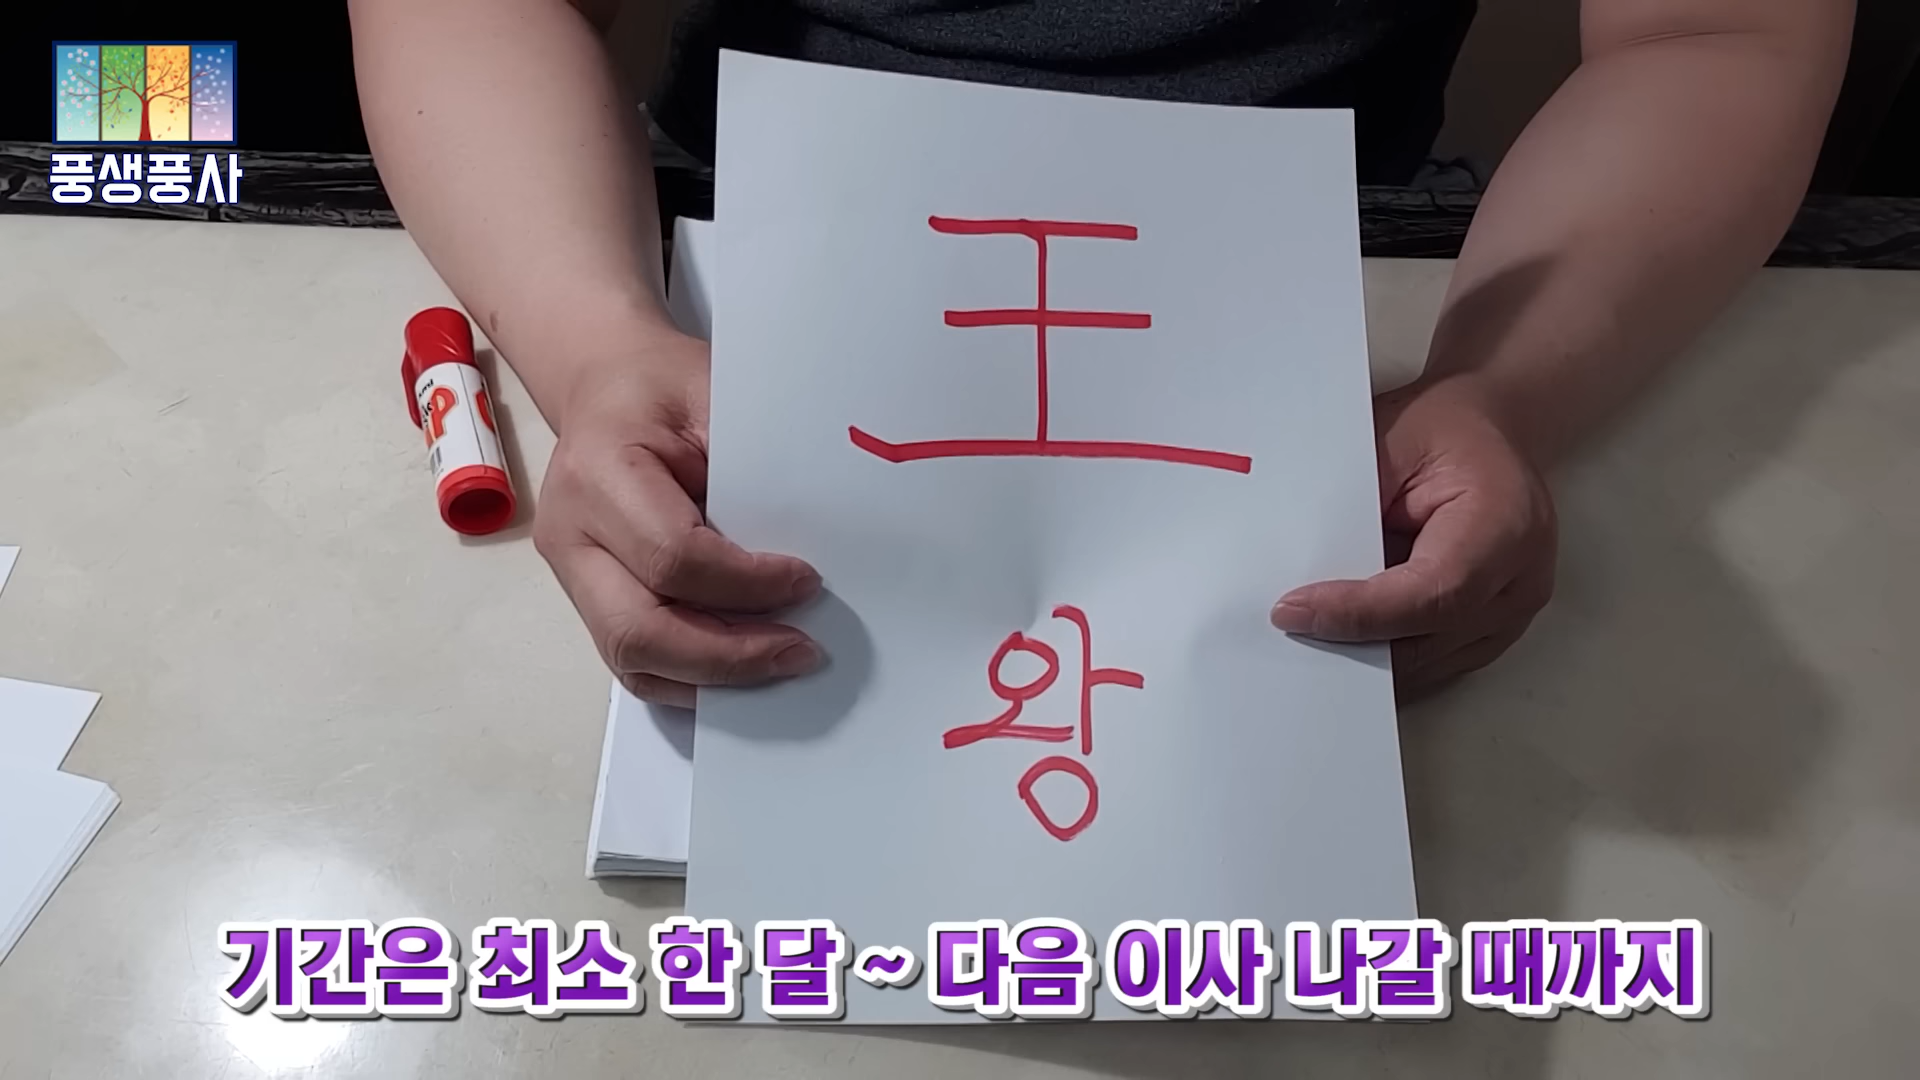 풍생풍사
王
왕
기간은 최소 한 달 ~ 다음 이사 나갈 때까지